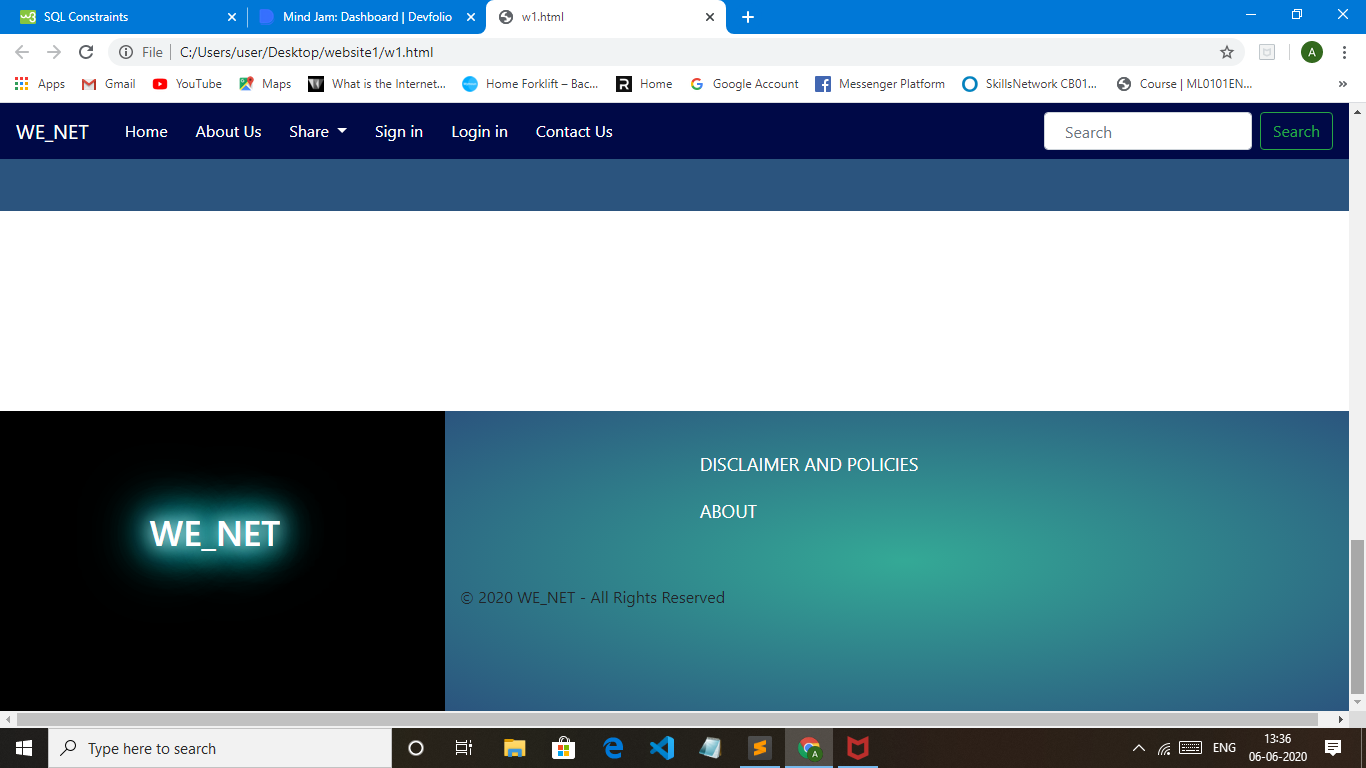 SQL Constraints
Mind Jam: Dashboard | Devfolio
w1.html
File
C:/Users/user/Desktop/website1/w1.html
A
Apps
Gmail
YouTube
Maps
What is the Internet...
Home Forklift – Bac...
Home
Google Account
Messenger Platform
SkillsNetwork CB01...
Course | ML0101EN...
WE_NET
Home
About Us
Share
Sign in
Login in
Contact Us
Search
Search
WE_NET
DISCLAIMER AND POLICIES
ABOUT
© 2020 WE_NET - All Rights Reserved
Type here to search
ENG
13:36
06-06-2020